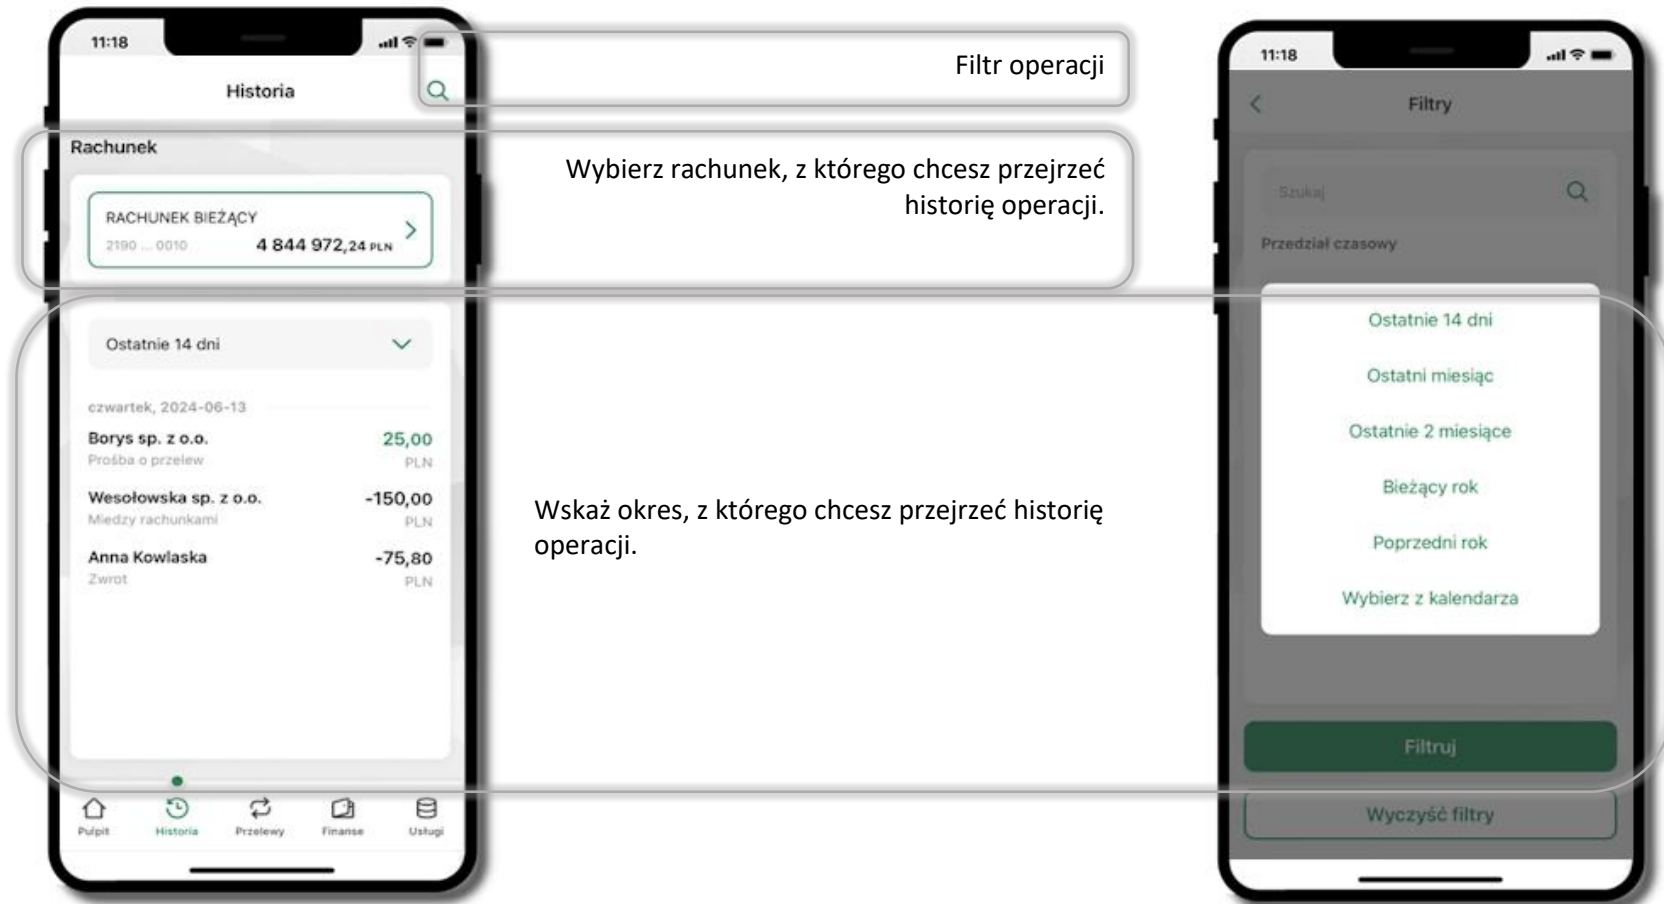 11:18
Historia
Rachunek
RACHUNEK BIEŻĄCY
2190 ... 0010 4 844 972,24 PLN
Ostatnie 14 dni
czwartek, 2024-06-13
Borys sp. z o.o. 25,00
Prośba o przelew PLN
Wesołowska sp. z o.o. -150,00
Miedzy rachunkami PLN
Anna Kowlaska -75,80
Zwrot PLN
Pulpit Historia Przelewy Finanse Usługi
Filtr operacji
Wybierz rachunek, z którego chcesz przejrzeć
historię operacji.
Wskaż okres, z którego chcesz przejrzeć historię
operacji.
11:18
Filtry
Szukaj
Przedział czasowy
Ostatnie 14 dni
Ostatni miesiąc
Ostatnie 2 miesiące
Bieżący rok
Poprzedni rok
Wybierz z kalendarza
Filtruj
Wyczyść filtry